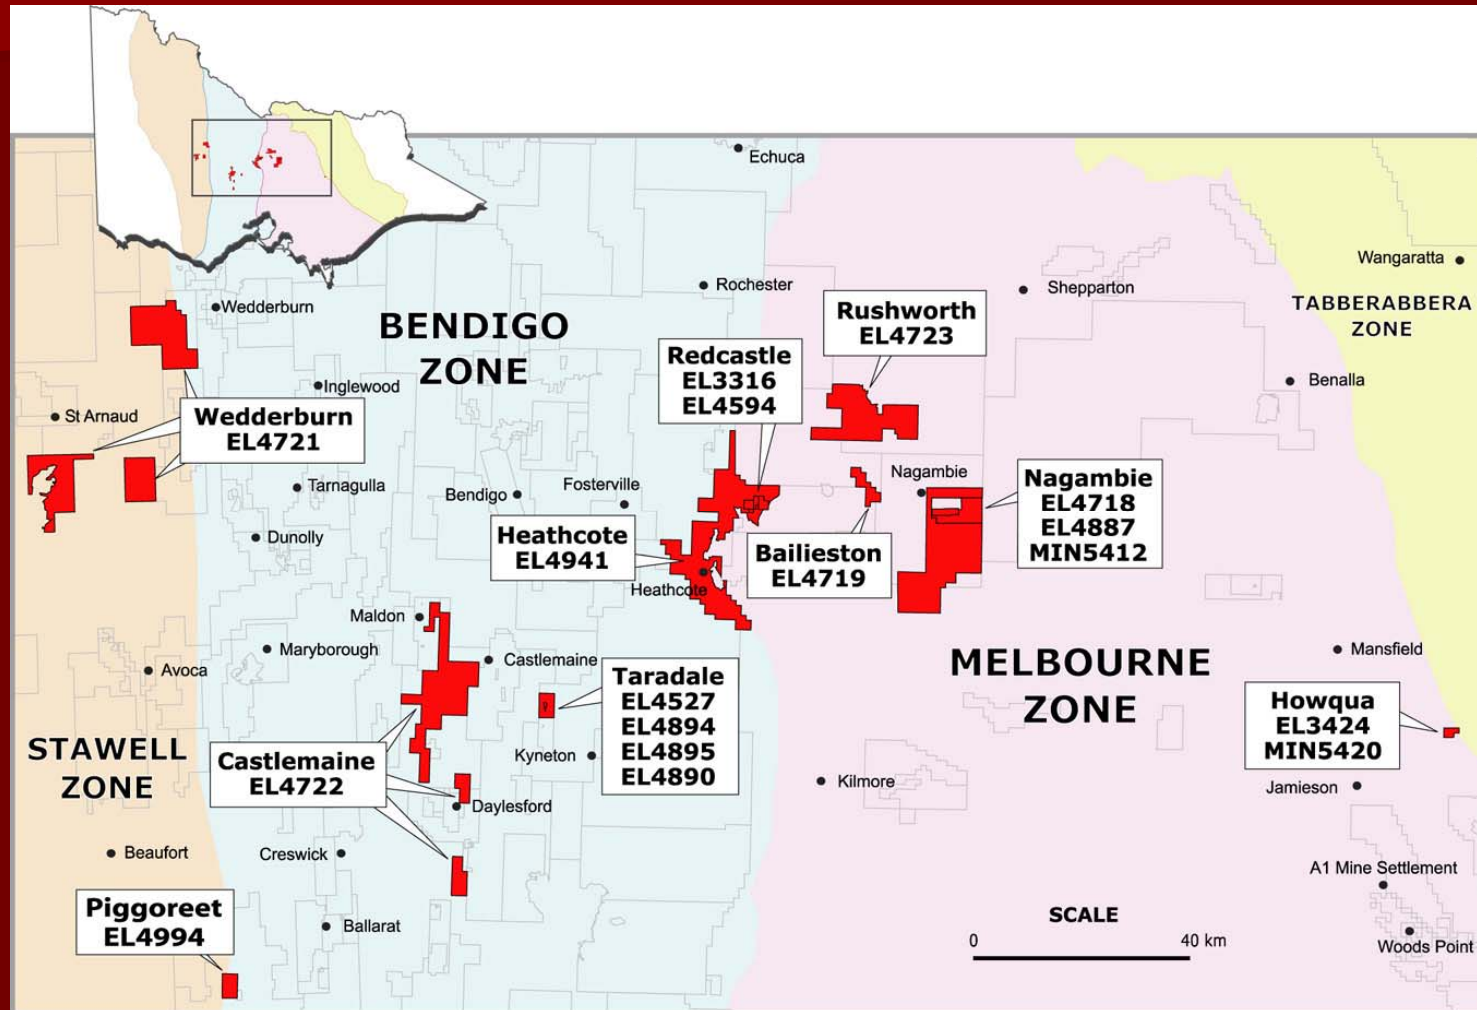 Echuca
Wangaratta
TABBERABBERA
ZONE
Rochester
Shepparton
Wedderburn
BENDIGO
ZONE
Rushworth
EL4723
Redcastle
EL3316
EL4594
Inglewood
Benalla
St Arnaud
Wedderburn
EL4721
Nagambie
Nagambie
EL4718
EL4887
MIN5412
Tarnagulla
Bendigo
Fosterville
Heathcote
EL4941
Dunolly
Bailieston
EL4719
Heathcote
Maldon
Maryborough
Avoca
Castlemaine
Taradale
EL4527
EL4894
EL4895
EL4890
MELBOURNE
ZONE
Mansfield
Howqua
EL3424
MIN5420
STAWELL
ZONE
Castlemaine
EL4722
Kyneton
Kilmore
Jamieson
Daylesford
Beaufort
Creswick
A1 Mine Settlement
Piggoreet
EL4994
Ballarat
SCALE
0 40 km
Woods Point